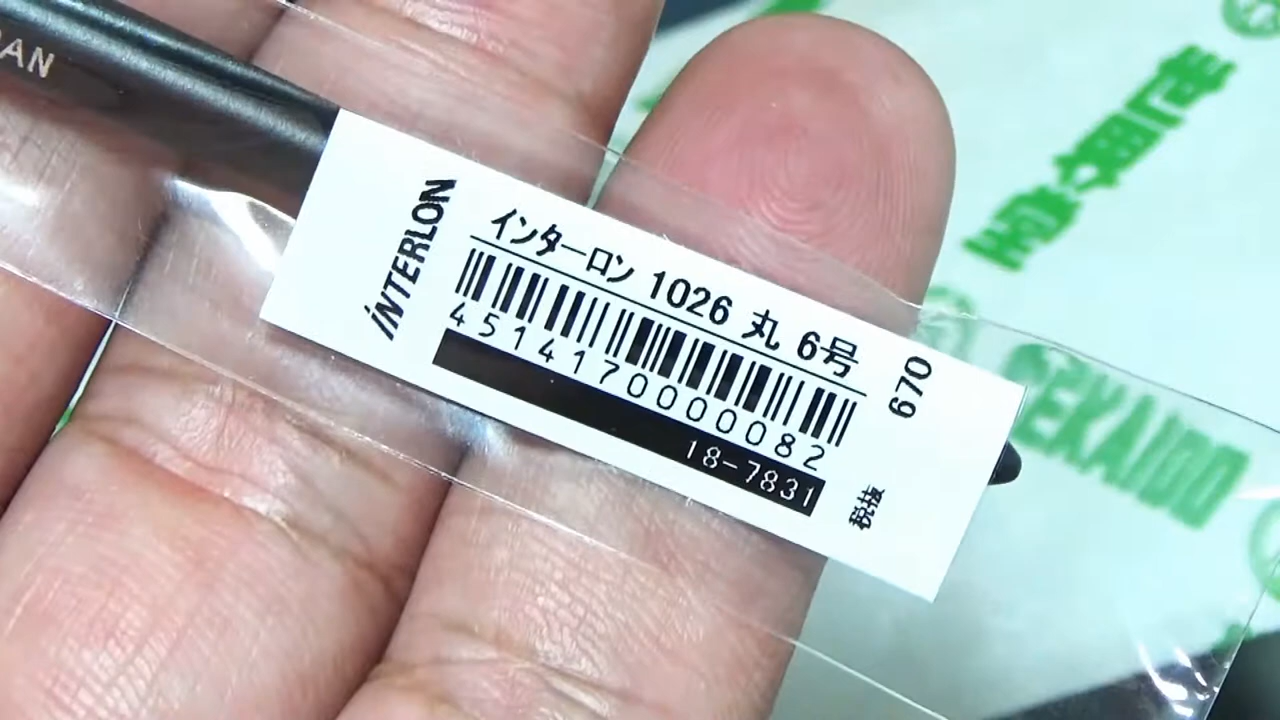 INTERLON
インターロン 1026 丸 6号
4514170000082
18-7831
670
税抜
SEKAIDO